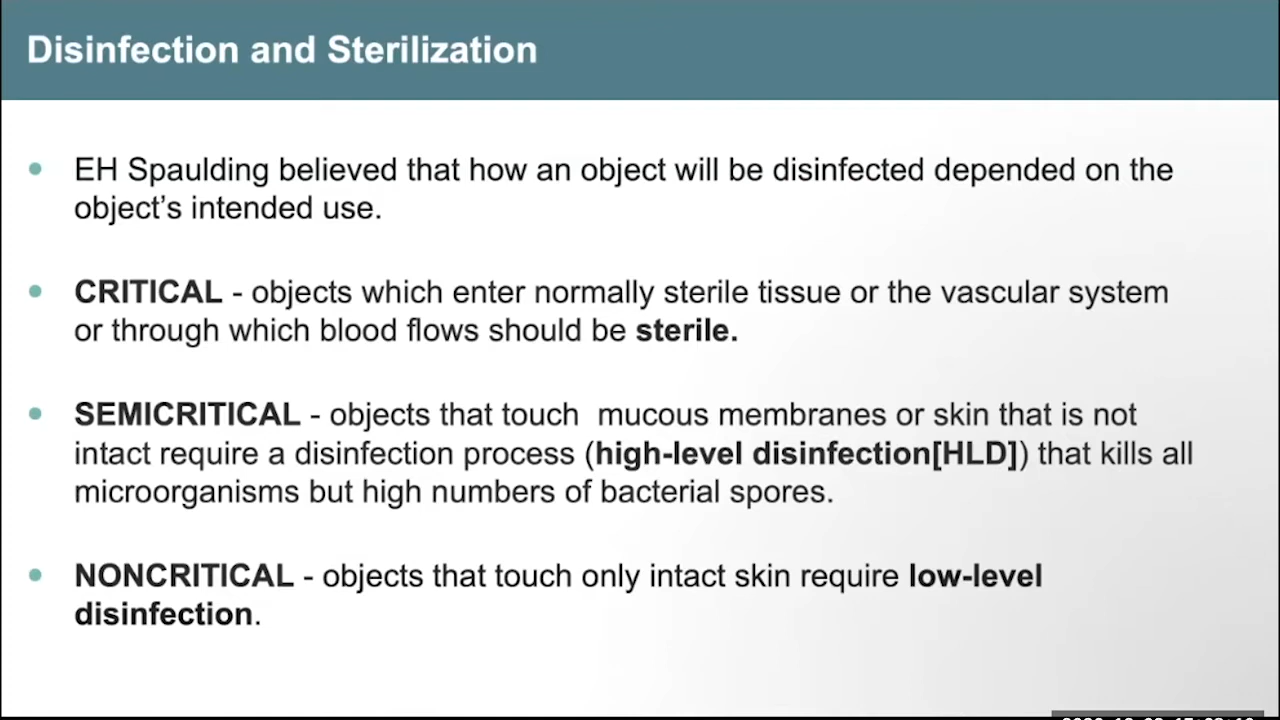 Disinfection and Sterilization
EH Spaulding believed that how an object will be disinfected depended on the
object’s intended use.
CRITICAL - objects which enter normally sterile tissue or the vascular system
or through which blood flows should be sterile.
SEMICRITICAL - objects that touch  mucous membranes or skin that is not
intact require a disinfection process (high-level disinfection[HLD]) that kills all
microorganisms but high numbers of bacterial spores.
NONCRITICAL - objects that touch only intact skin require low-level
disinfection.